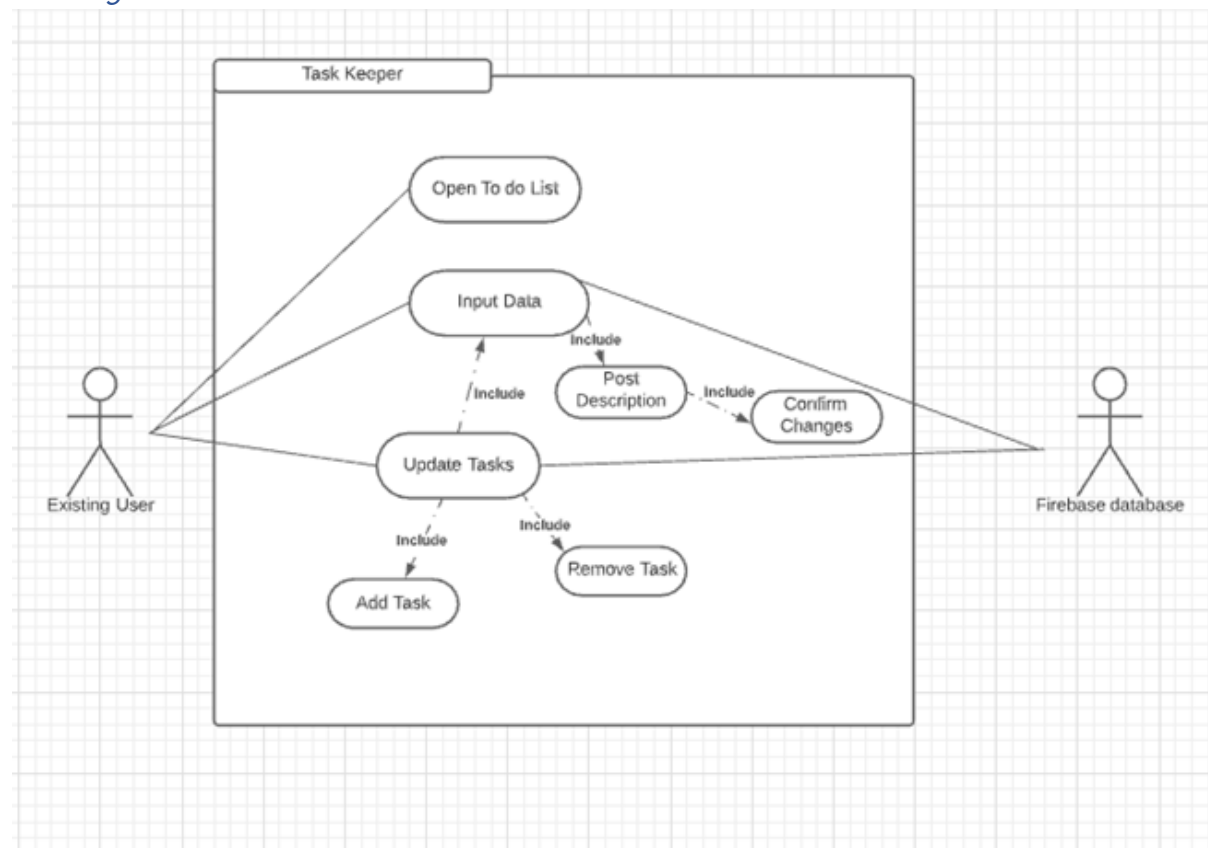 Task Keeper
Open To do List
Input Data
Include
Post
Description
Include
Confirm
Changes
Include
Update Tasks
Existing User
Firebase database
Include
Include
Remove Task
Add Task